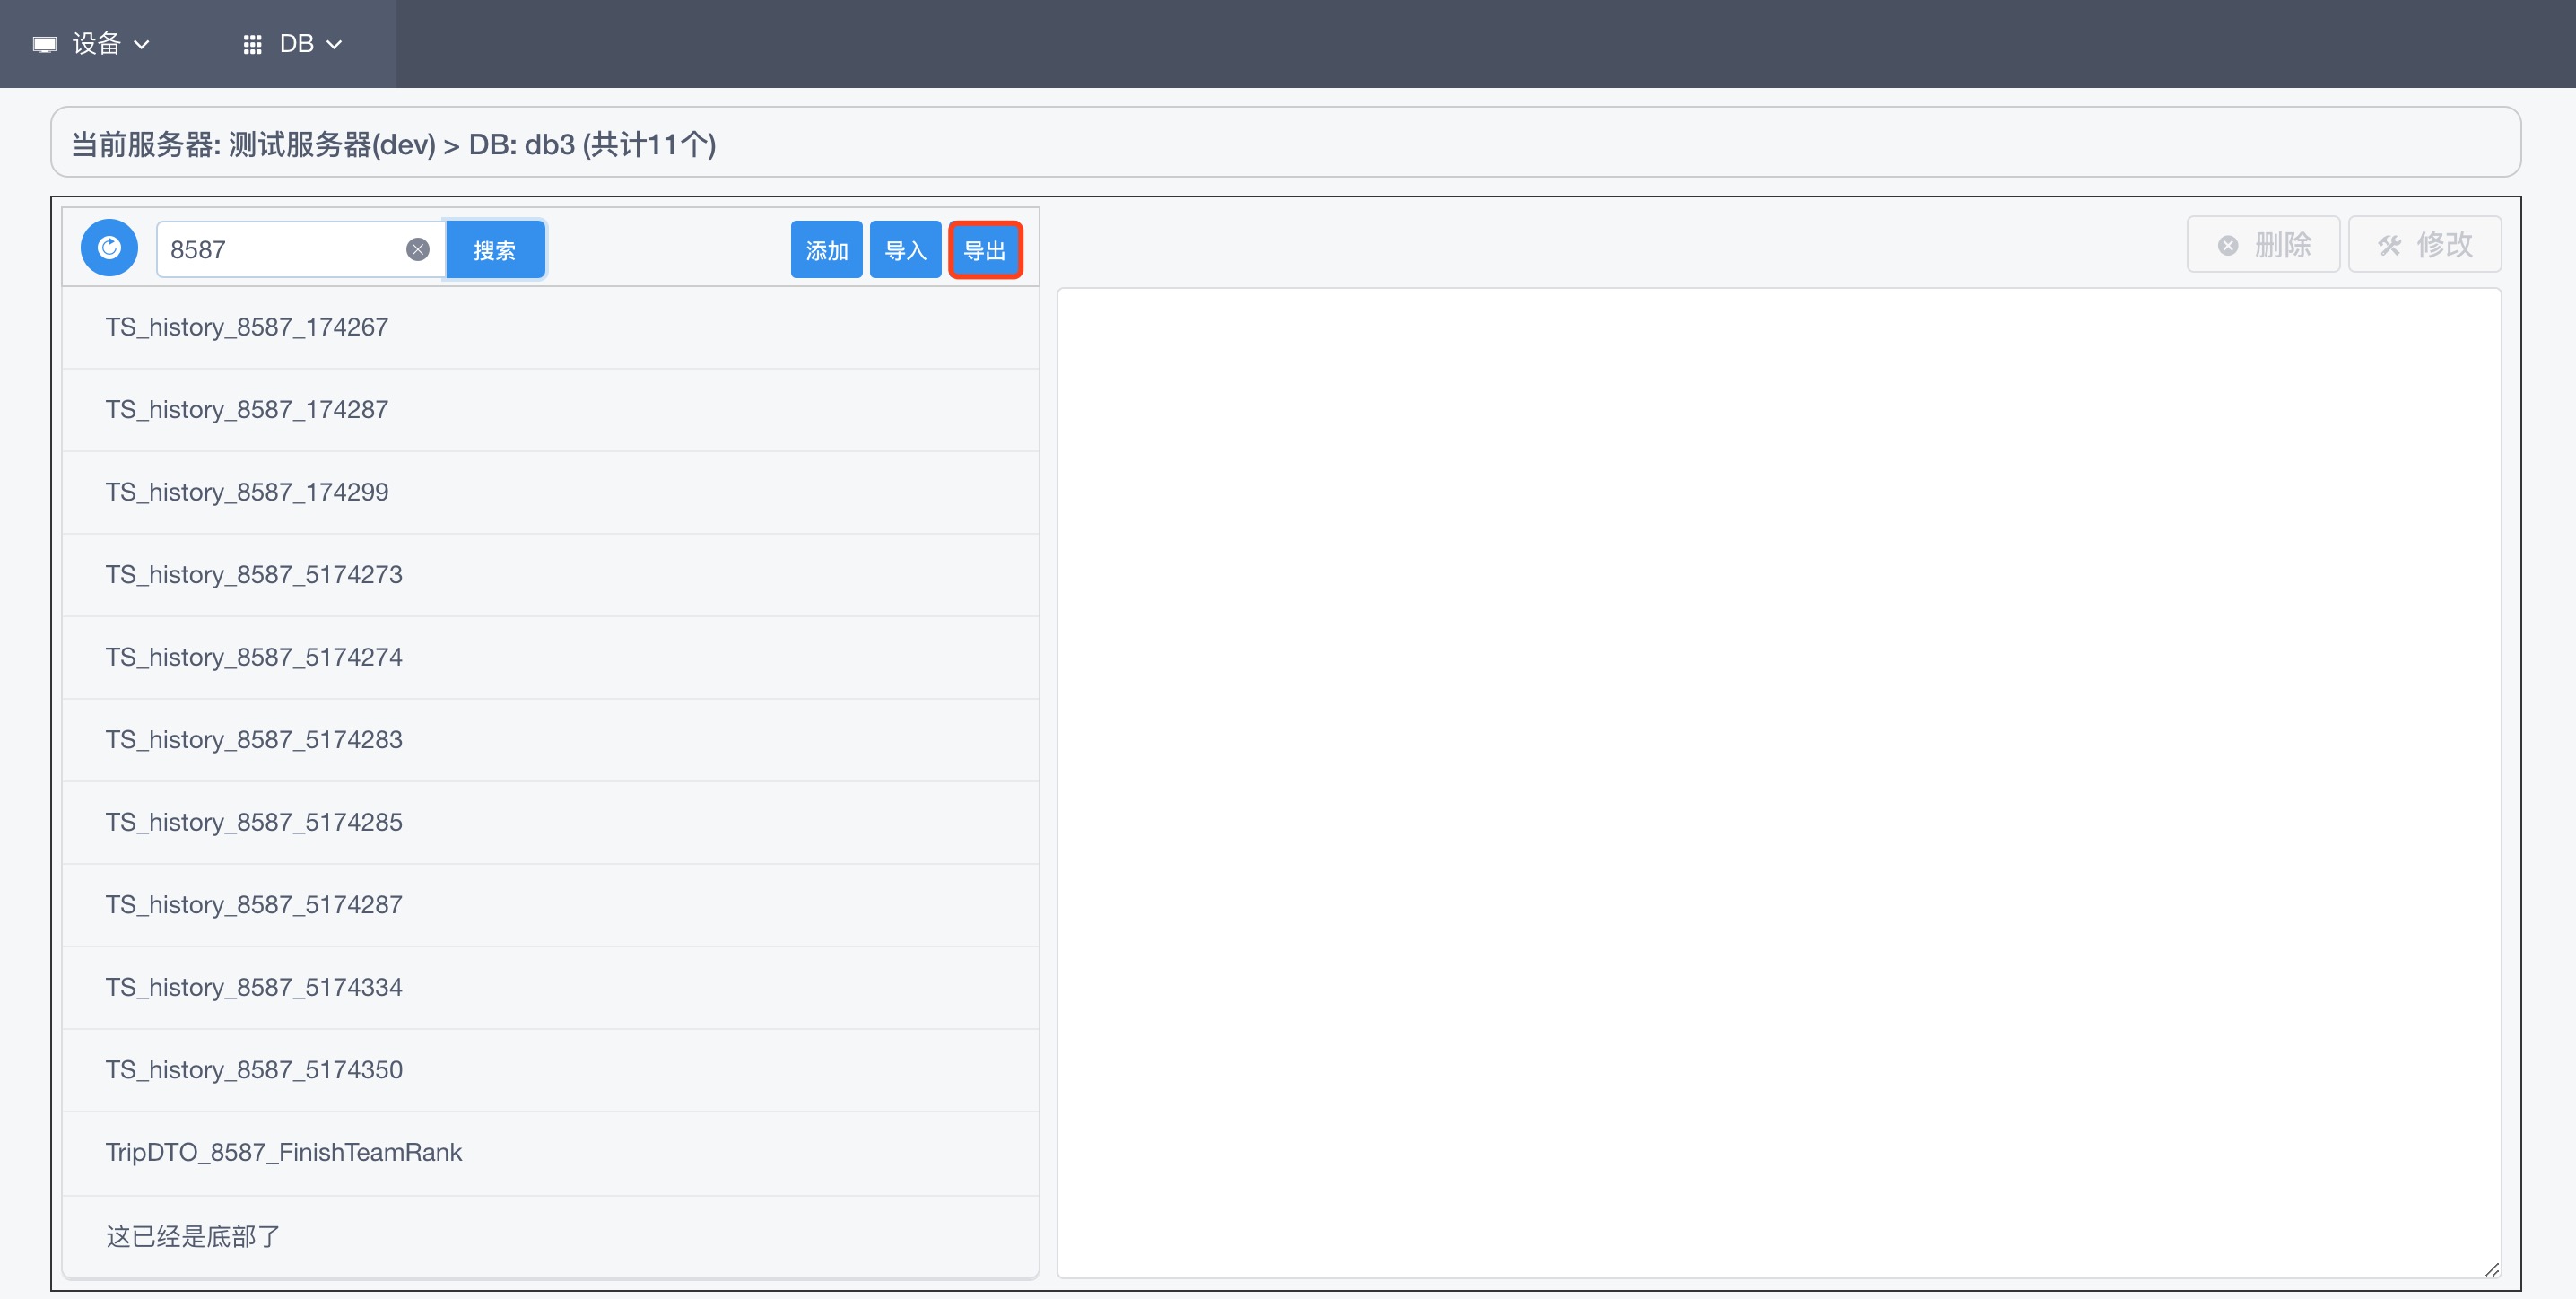 设备 DB
当前服务器: 测试服务器(dev) > DB: db3 (共计11个)
8587 搜索 添加 导入 导出 删除 修改
TS_history_8587_174267
TS_history_8587_174287
TS_history_8587_174299
TS_history_8587_5174273
TS_history_8587_5174274
TS_history_8587_5174283
TS_history_8587_5174285
TS_history_8587_5174287
TS_history_8587_5174334
TS_history_8587_5174350
TripDTO_8587_FinishTeamRank
这已经是底部了